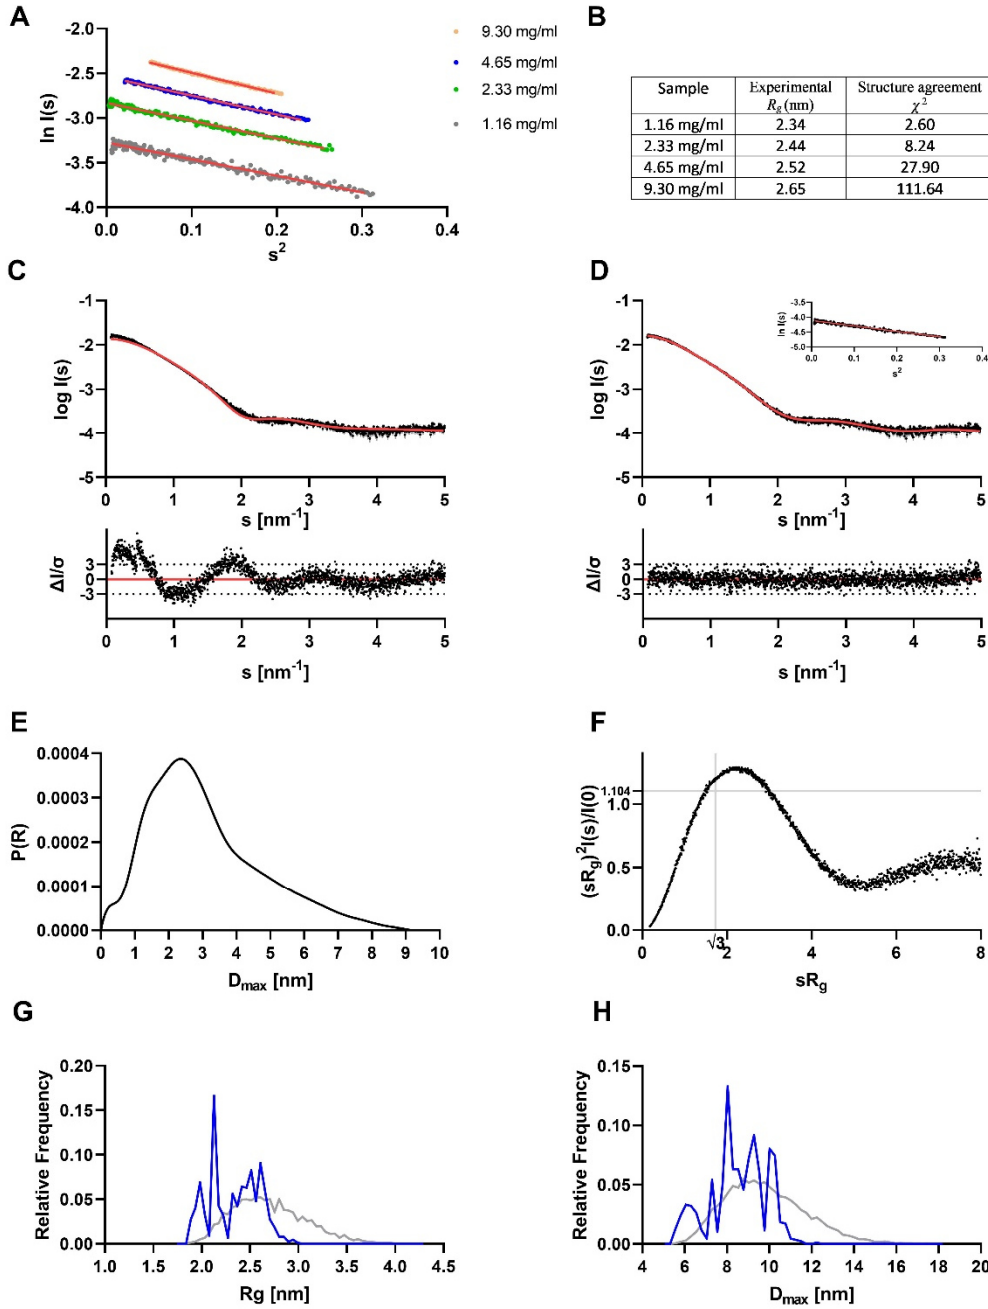 A
-2.0
-2.5
-3.0
-3.5
-4.0
ln I(s)
0.0 0.1 0.2 0.3 0.4
s²
9.30 mg/ml
4.65 mg/ml
2.33 mg/ml
1.16 mg/ml
B
Sample Experimental Rg (nm) Structure agreement χ²
1.16 mg/ml 2.34 2.60
2.33 mg/ml 2.44 8.24
4.65 mg/ml 2.52 27.90
9.30 mg/ml 2.65 111.64
C
-1
-2
-3
-4
-5
log I(s)
0 1 2 3 4 5
s [nm⁻¹]
3
0
-3
ΔI/σ
0 1 2 3 4 5
s [nm⁻¹]
D
-1
-2
-3
-4
-5
log I(s)
0 1 2 3 4 5
s [nm⁻¹]
-3.5
-4.0
-4.5
-5.0
ln I(s)
0.0 0.1 0.2 0.3 0.4
s²
3
0
-3
ΔI/σ
0 1 2 3 4 5
s [nm⁻¹]
E
0.0004
0.0003
0.0002
0.0001
0.0000
P(R)
0 1 2 3 4 5 6 7 8 9 10
Dmax [nm]
F
1.104
1.0
0.5
0.0
(sRg)²I(s)/I(0)
0 √3 2 4 6 8
sRg
G
0.20
0.15
0.10
0.05
0.00
Relative Frequency
1.0 1.5 2.0 2.5 3.0 3.5 4.0 4.5
Rg [nm]
H
0.15
0.10
0.05
0.00
Relative Frequency
4 6 8 10 12 14 16 18 20
Dmax [nm]